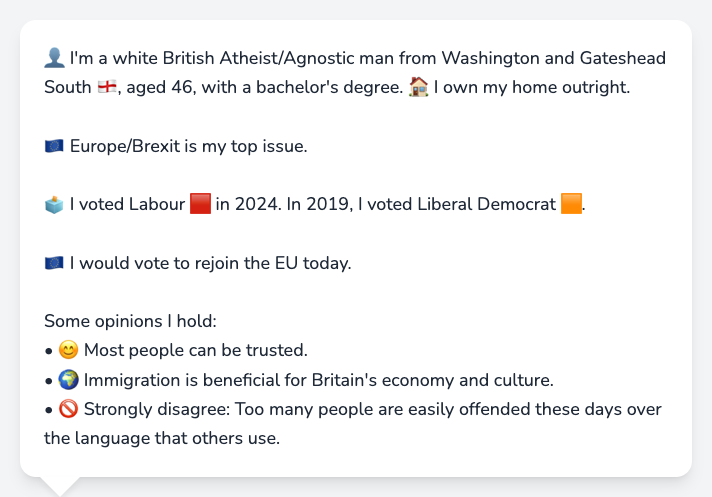 👤 I'm a white British Atheist/Agnostic man from Washington and Gateshead
South 🏴󠁧󠁢󠁥󠁮󠁧󠁿, aged 46, with a bachelor's degree. 🏠 I own my home outright.
🇪🇺 Europe/Brexit is my top issue.
🗳️ I voted Labour 🟥 in 2024. In 2019, I voted Liberal Democrat 🟧.
🇪🇺 I would vote to rejoin the EU today.
Some opinions I hold:
• 😊 Most people can be trusted.
• 🌍 Immigration is beneficial for Britain's economy and culture.
• 🚫 Strongly disagree: Too many people are easily offended these days over
the language that others use.